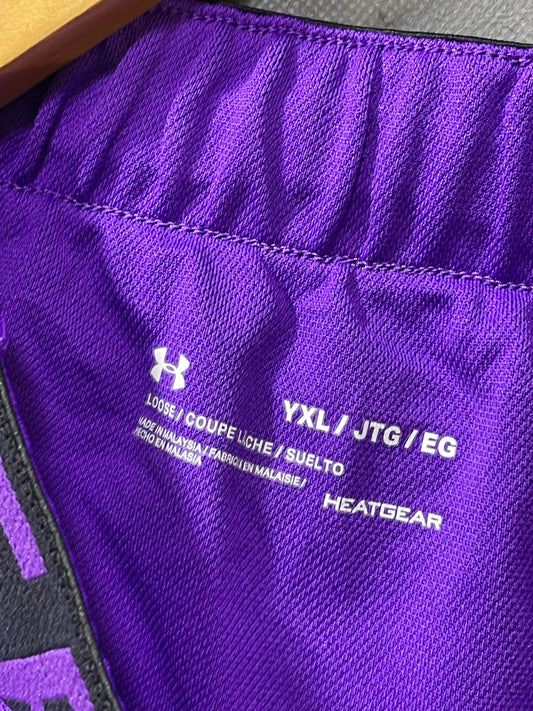 YXL / JTG / EG
LOOSE / COUPE LÂCHE / SUELTO
MADE IN MALAYSIA / FABRIQUÉ EN MALAISIE /
HECHO EN MALASIA
HEATGEAR